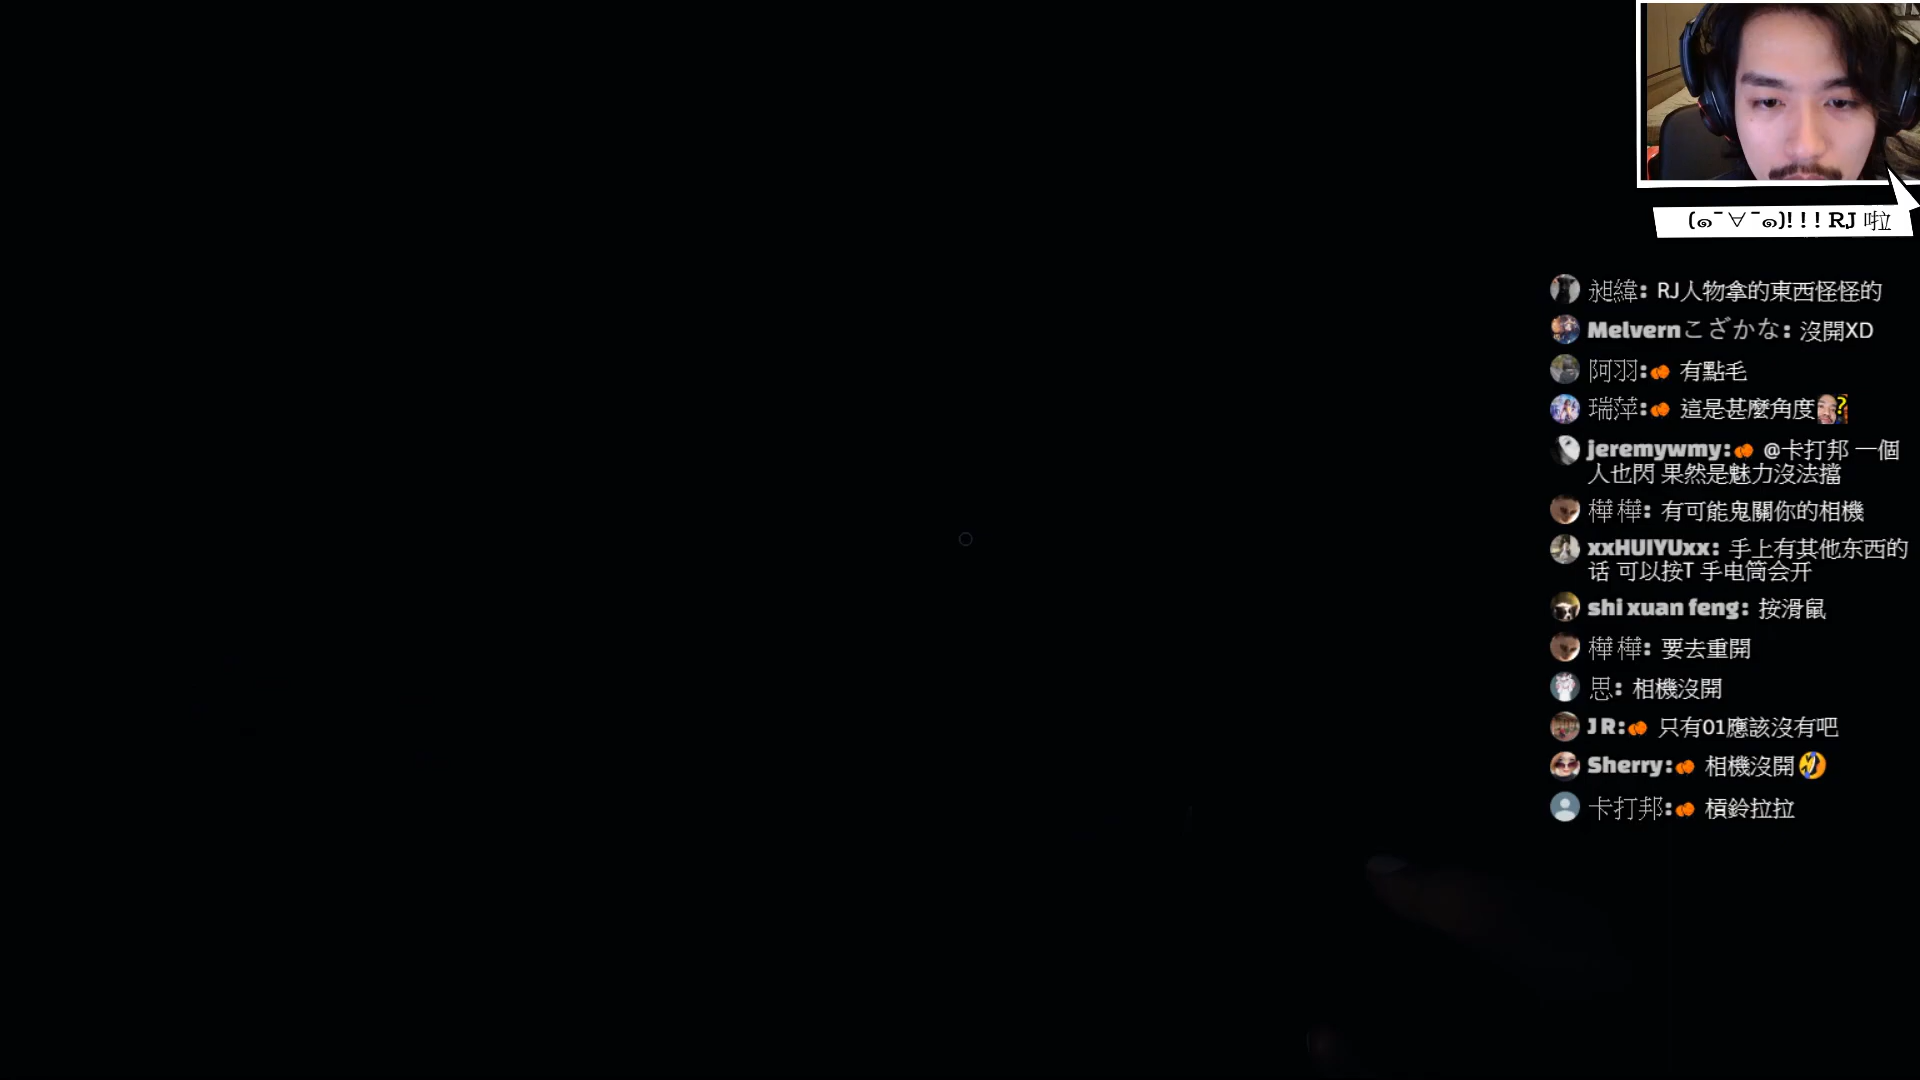 (๑¯∀¯๑)!!! RJ 啦
昶緯: RJ人物拿的東西怪怪的
Melvernこざかな: 沒開XD
阿羽: 有點毛
瑞萍: 這是甚麼角度
jeremywmy: @卡打邦 一個
人也閃 果然是魅力沒法擋
樺樺: 有可能鬼關你的相機
xxHUIYUxx: 手上有其他东西的
话 可以按T 手电筒会开
shi xuan feng: 按滑鼠
樺樺: 要去重開
思: 相機沒開
J R: 只有01應該沒有吧
Sherry: 相機沒開🤣
卡打邦: 槓鈴拉拉